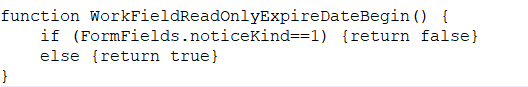 function WorkFieldReadOnlyExpireDateBegin() {
    if (FormFields.noticeKind==1) {return false}
    else {return true}
}